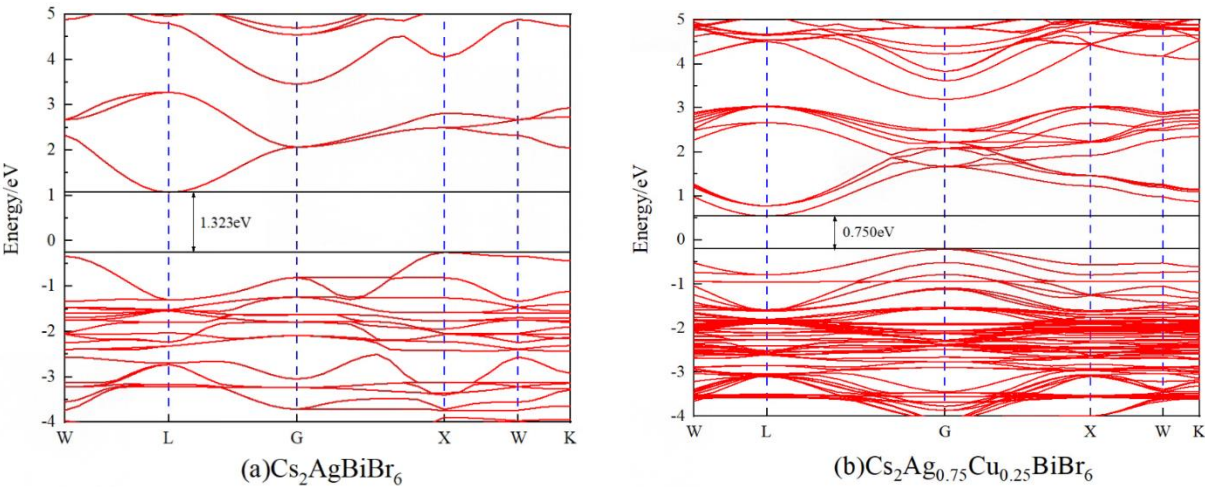 5
4
3
2
1
0
-1
-2
-3
-4
Energy/eV
1.323eV
W L G X W K
(a)Cs₂AgBiBr₆
5
4
3
2
1
0
-1
-2
-3
-4
Energy/eV
0.750eV
W L G X W K
(b)Cs₂Ag₀.₇₅Cu₀.₂₅BiBr₆